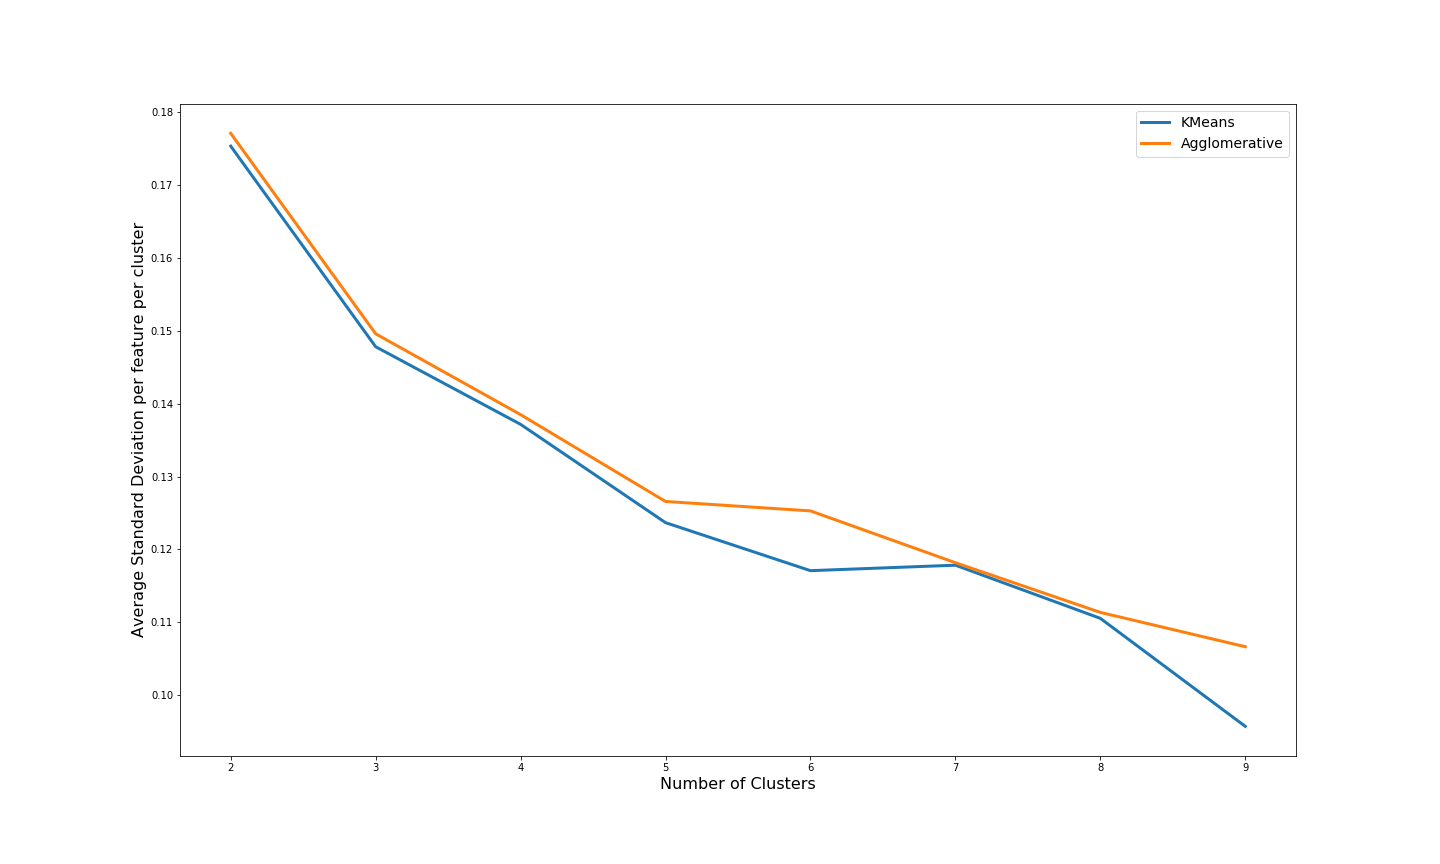 KMeans
Agglomerative
0.18
0.17
0.16
0.15
0.14
0.13
0.12
0.11
0.10
Average Standard Deviation per feature per cluster
2 3 4 5 6 7 8 9
Number of Clusters